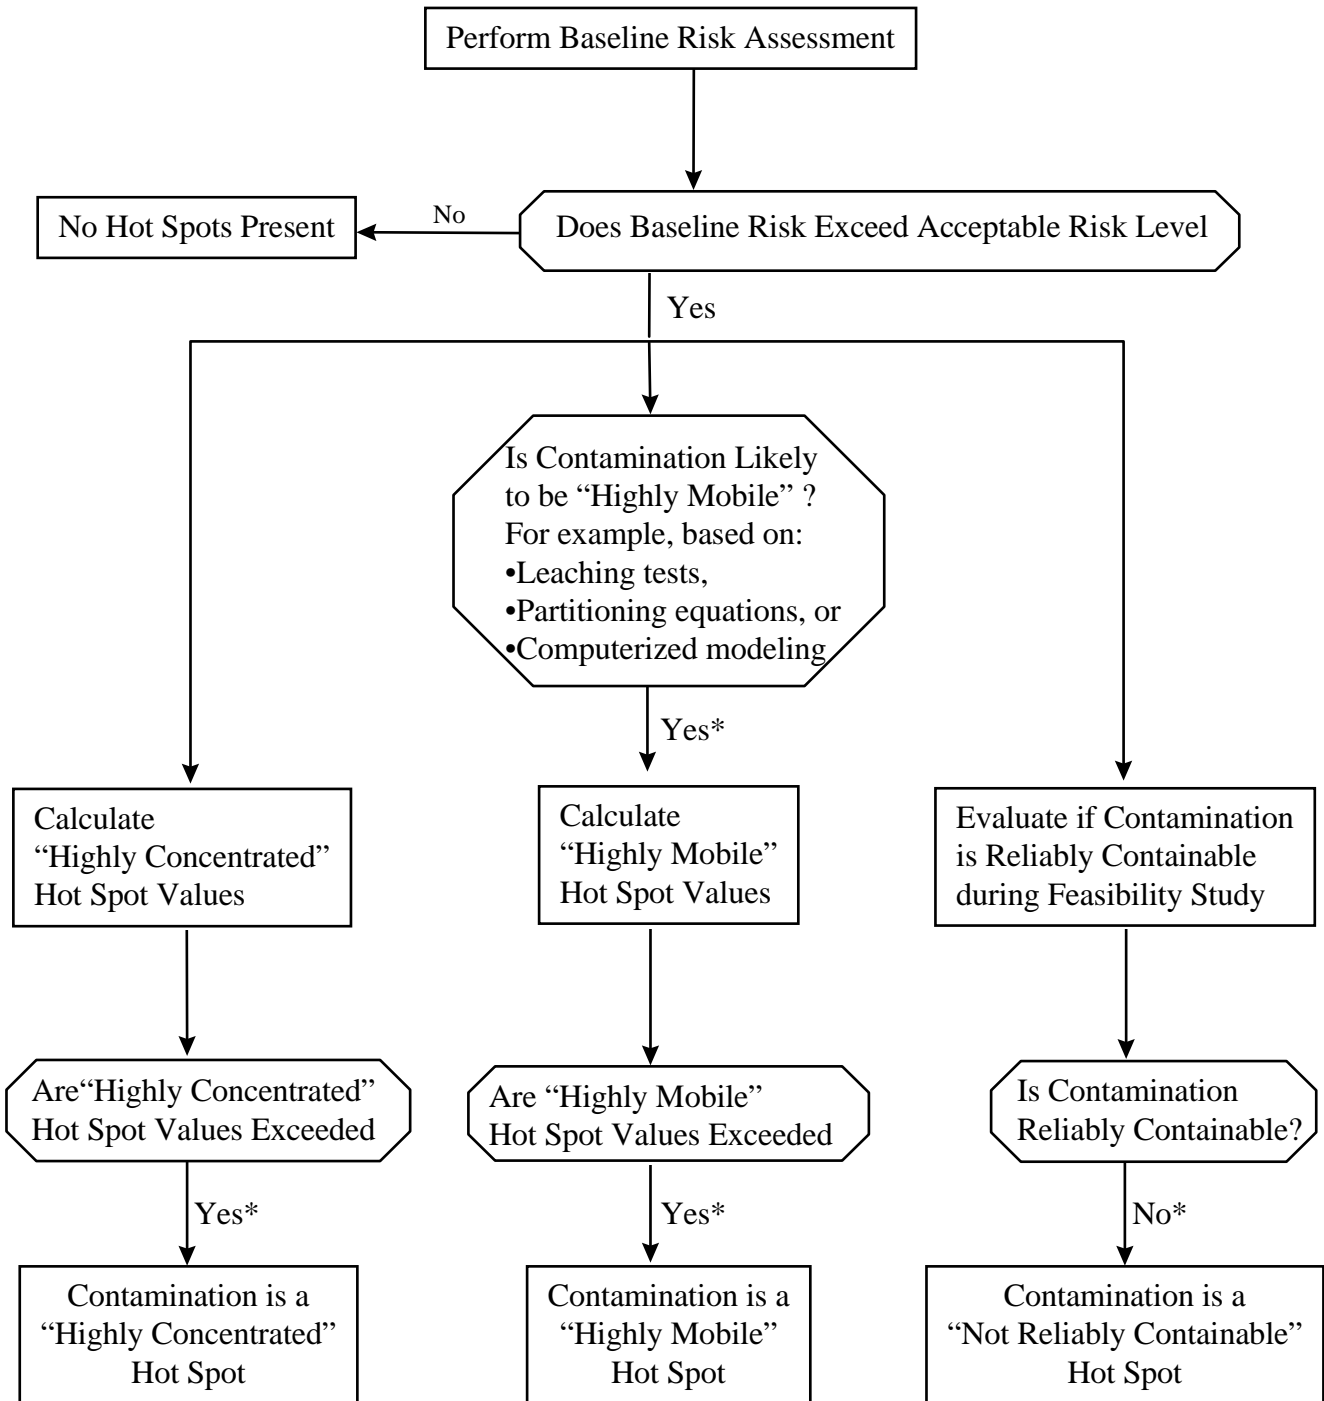 Perform Baseline Risk Assessment
No Hot Spots Present
No
Does Baseline Risk Exceed Acceptable Risk Level
Yes
Is Contamination Likely
to be “Highly Mobile” ?
For example, based on:
•Leaching tests,
•Partitioning equations, or
•Computerized modeling
Yes*
Calculate
“Highly Concentrated”
Hot Spot Values
Calculate
“Highly Mobile”
Hot Spot Values
Evaluate if Contamination
is Reliably Containable
during Feasibility Study
Are“Highly Concentrated”
Hot Spot Values Exceeded
Are “Highly Mobile”
Hot Spot Values Exceeded
Is Contamination
Reliably Containable?
Yes*
Yes*
No*
Contamination is a
“Highly Concentrated”
Hot Spot
Contamination is a
“Highly Mobile”
Hot Spot
Contamination is a
“Not Reliably Containable”
Hot Spot